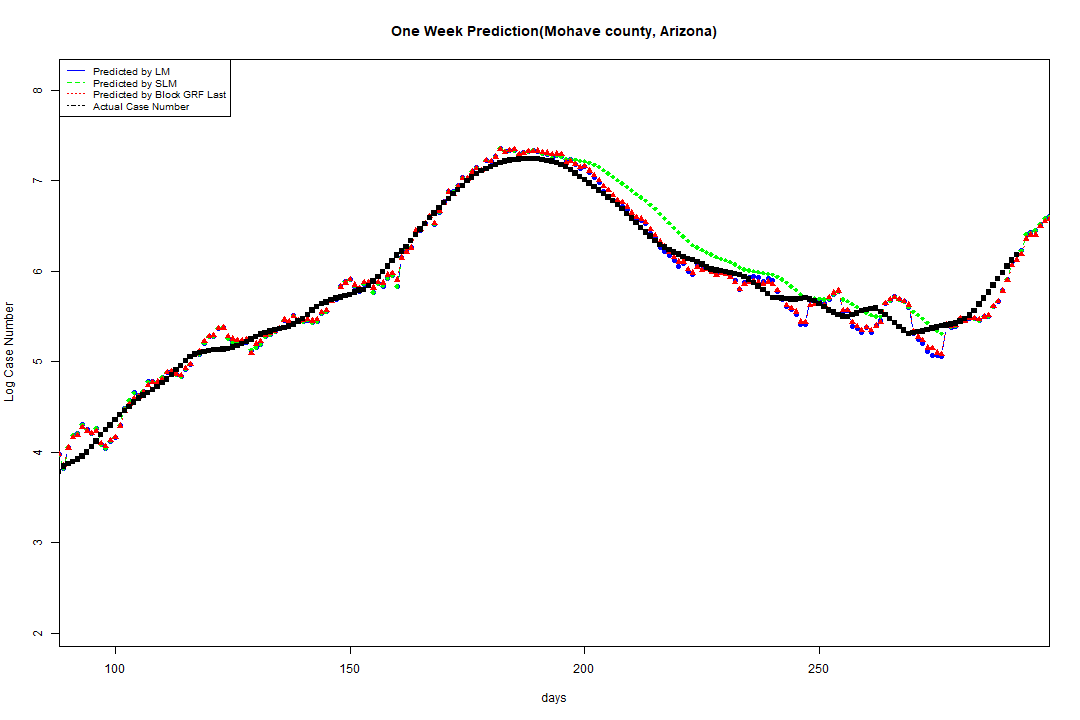 One Week Prediction(Mohave county, Arizona)
Predicted by LM
Predicted by SLM
Predicted by Block GRF Last
Actual Case Number
8
7
6
5
4
3
2
Log Case Number
100 150 200 250
days